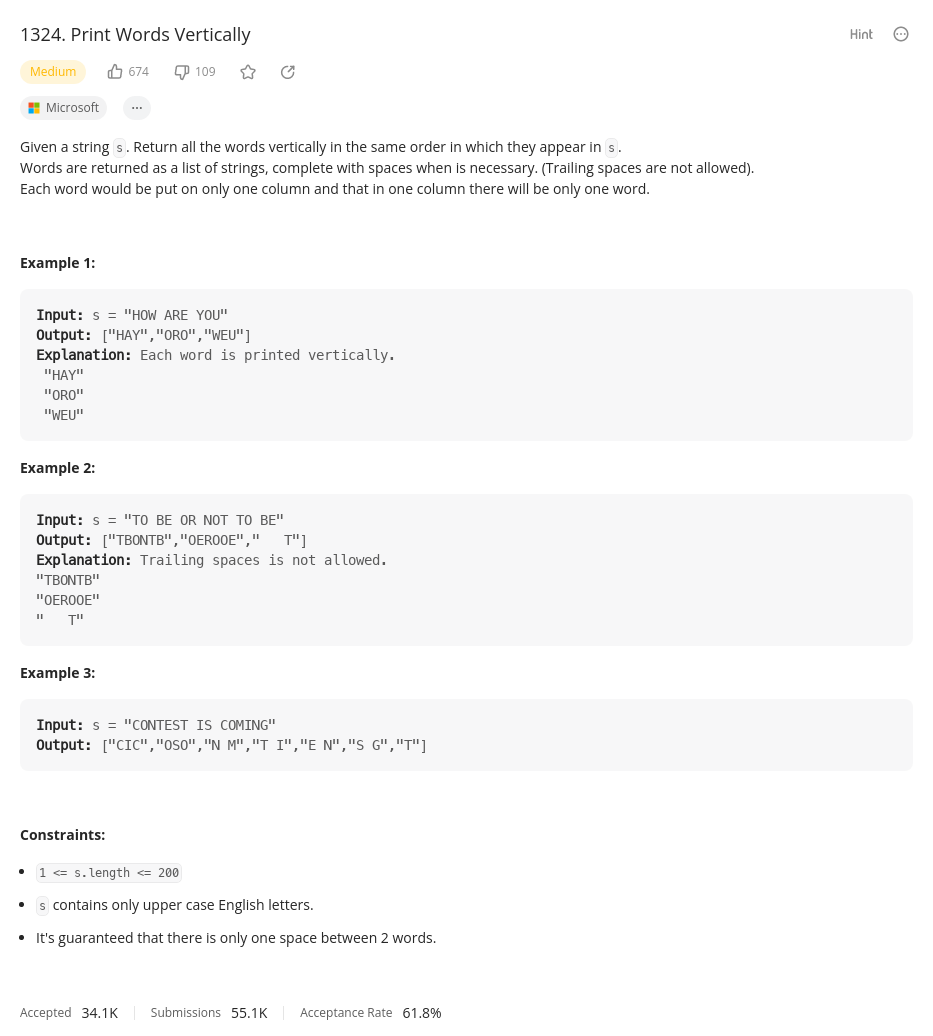 1324. Print Words Vertically
Hint
Medium 674 109
Microsoft ...
Given a string s. Return all the words vertically in the same order in which they appear in s.
Words are returned as a list of strings, complete with spaces when is necessary. (Trailing spaces are not allowed).
Each word would be put on only one column and that in one column there will be only one word.
Example 1:
Input: s = "HOW ARE YOU"
Output: ["HAY","ORO","WEU"]
Explanation: Each word is printed vertically.
 "HAY"
 "ORO"
 "WEU"
Example 2:
Input: s = "TO BE OR NOT TO BE"
Output: ["TBONTB","OEROOE","   T"]
Explanation: Trailing spaces is not allowed.
"TBONTB"
"OEROOE"
"   T"
Example 3:
Input: s = "CONTEST IS COMING"
Output: ["CIC","OSO","N M","T I","E N","S G","T"]
Constraints:
• 1 <= s.length <= 200
• s contains only upper case English letters.
• It's guaranteed that there is only one space between 2 words.
Accepted 34.1K Submissions 55.1K Acceptance Rate 61.8%